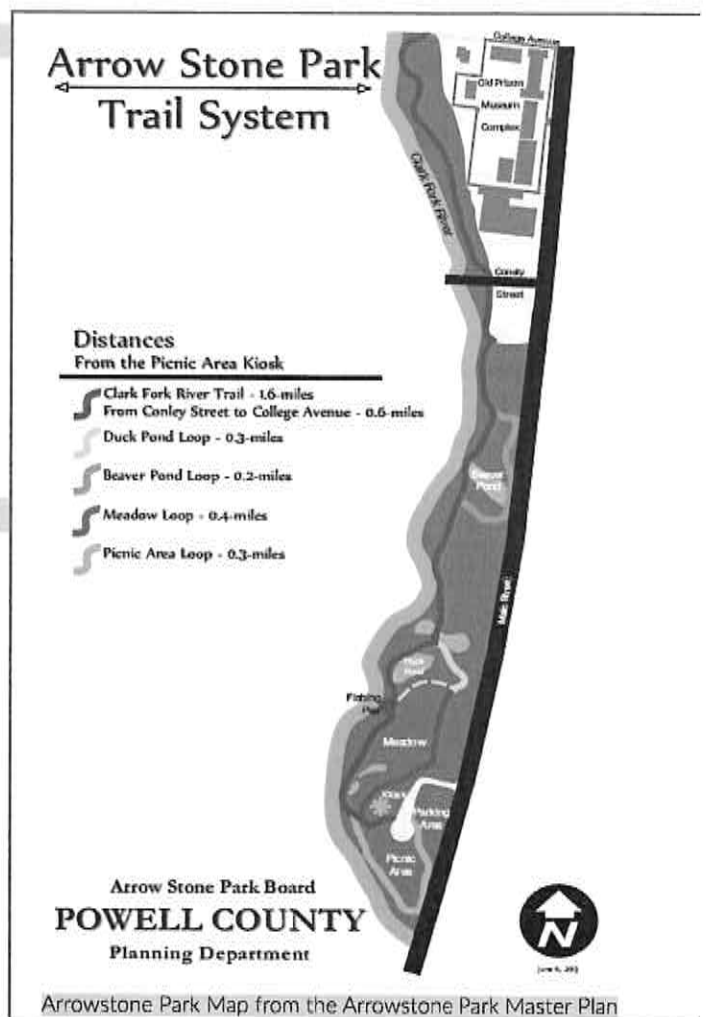 Arrow Stone Park
Trail System
College Avenue
Old Prison
Museum
Complex
Clark Fork River
Conley
Street
Distances
From the Picnic Area Kiosk
Clark Fork River Trail - 1.6-miles
From Conley Street to College Avenue - 0.6-miles
Duck Pond Loop - 0.3-miles
Beaver Pond Loop - 0.2-miles
Meadow Loop - 0.4-miles
Picnic Area Loop - 0.3-miles
Beaver
Pond
Main Street
Duck
Pond
Fishing
Pier
Meadow
Kiosk
Parking
Area
Picnic
Area
Arrow Stone Park Board
POWELL COUNTY
Planning Department
N
Arrowstone Park Map from the Arrowstone Park Master Plan